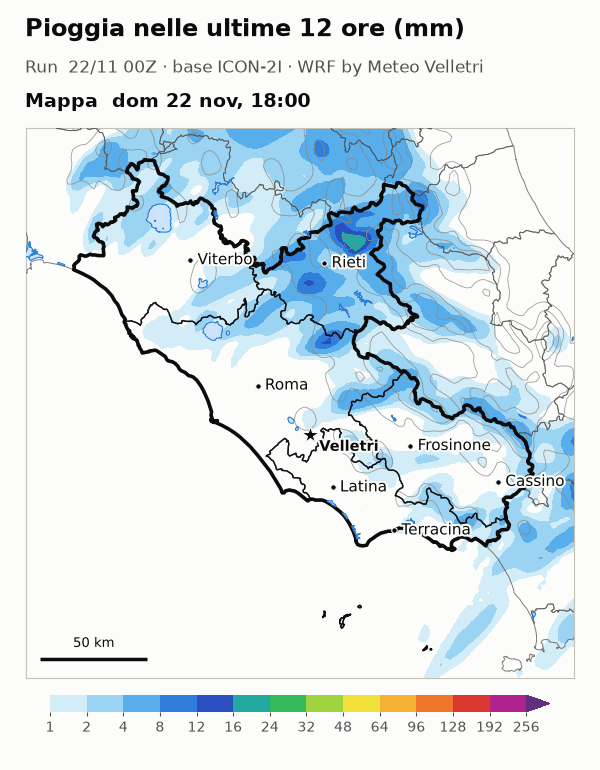 Pioggia nelle ultime 12 ore (mm)
Run 22/11 00Z · base ICON-2I · WRF by Meteo Velletri
Mappa dom 22 nov, 18:00
Viterbo
Rieti
Roma
Velletri
Frosinone
Cassino
Latina
Terracina
50 km
1 2 4 8 12 16 24 32 48 64 96 128 192 256